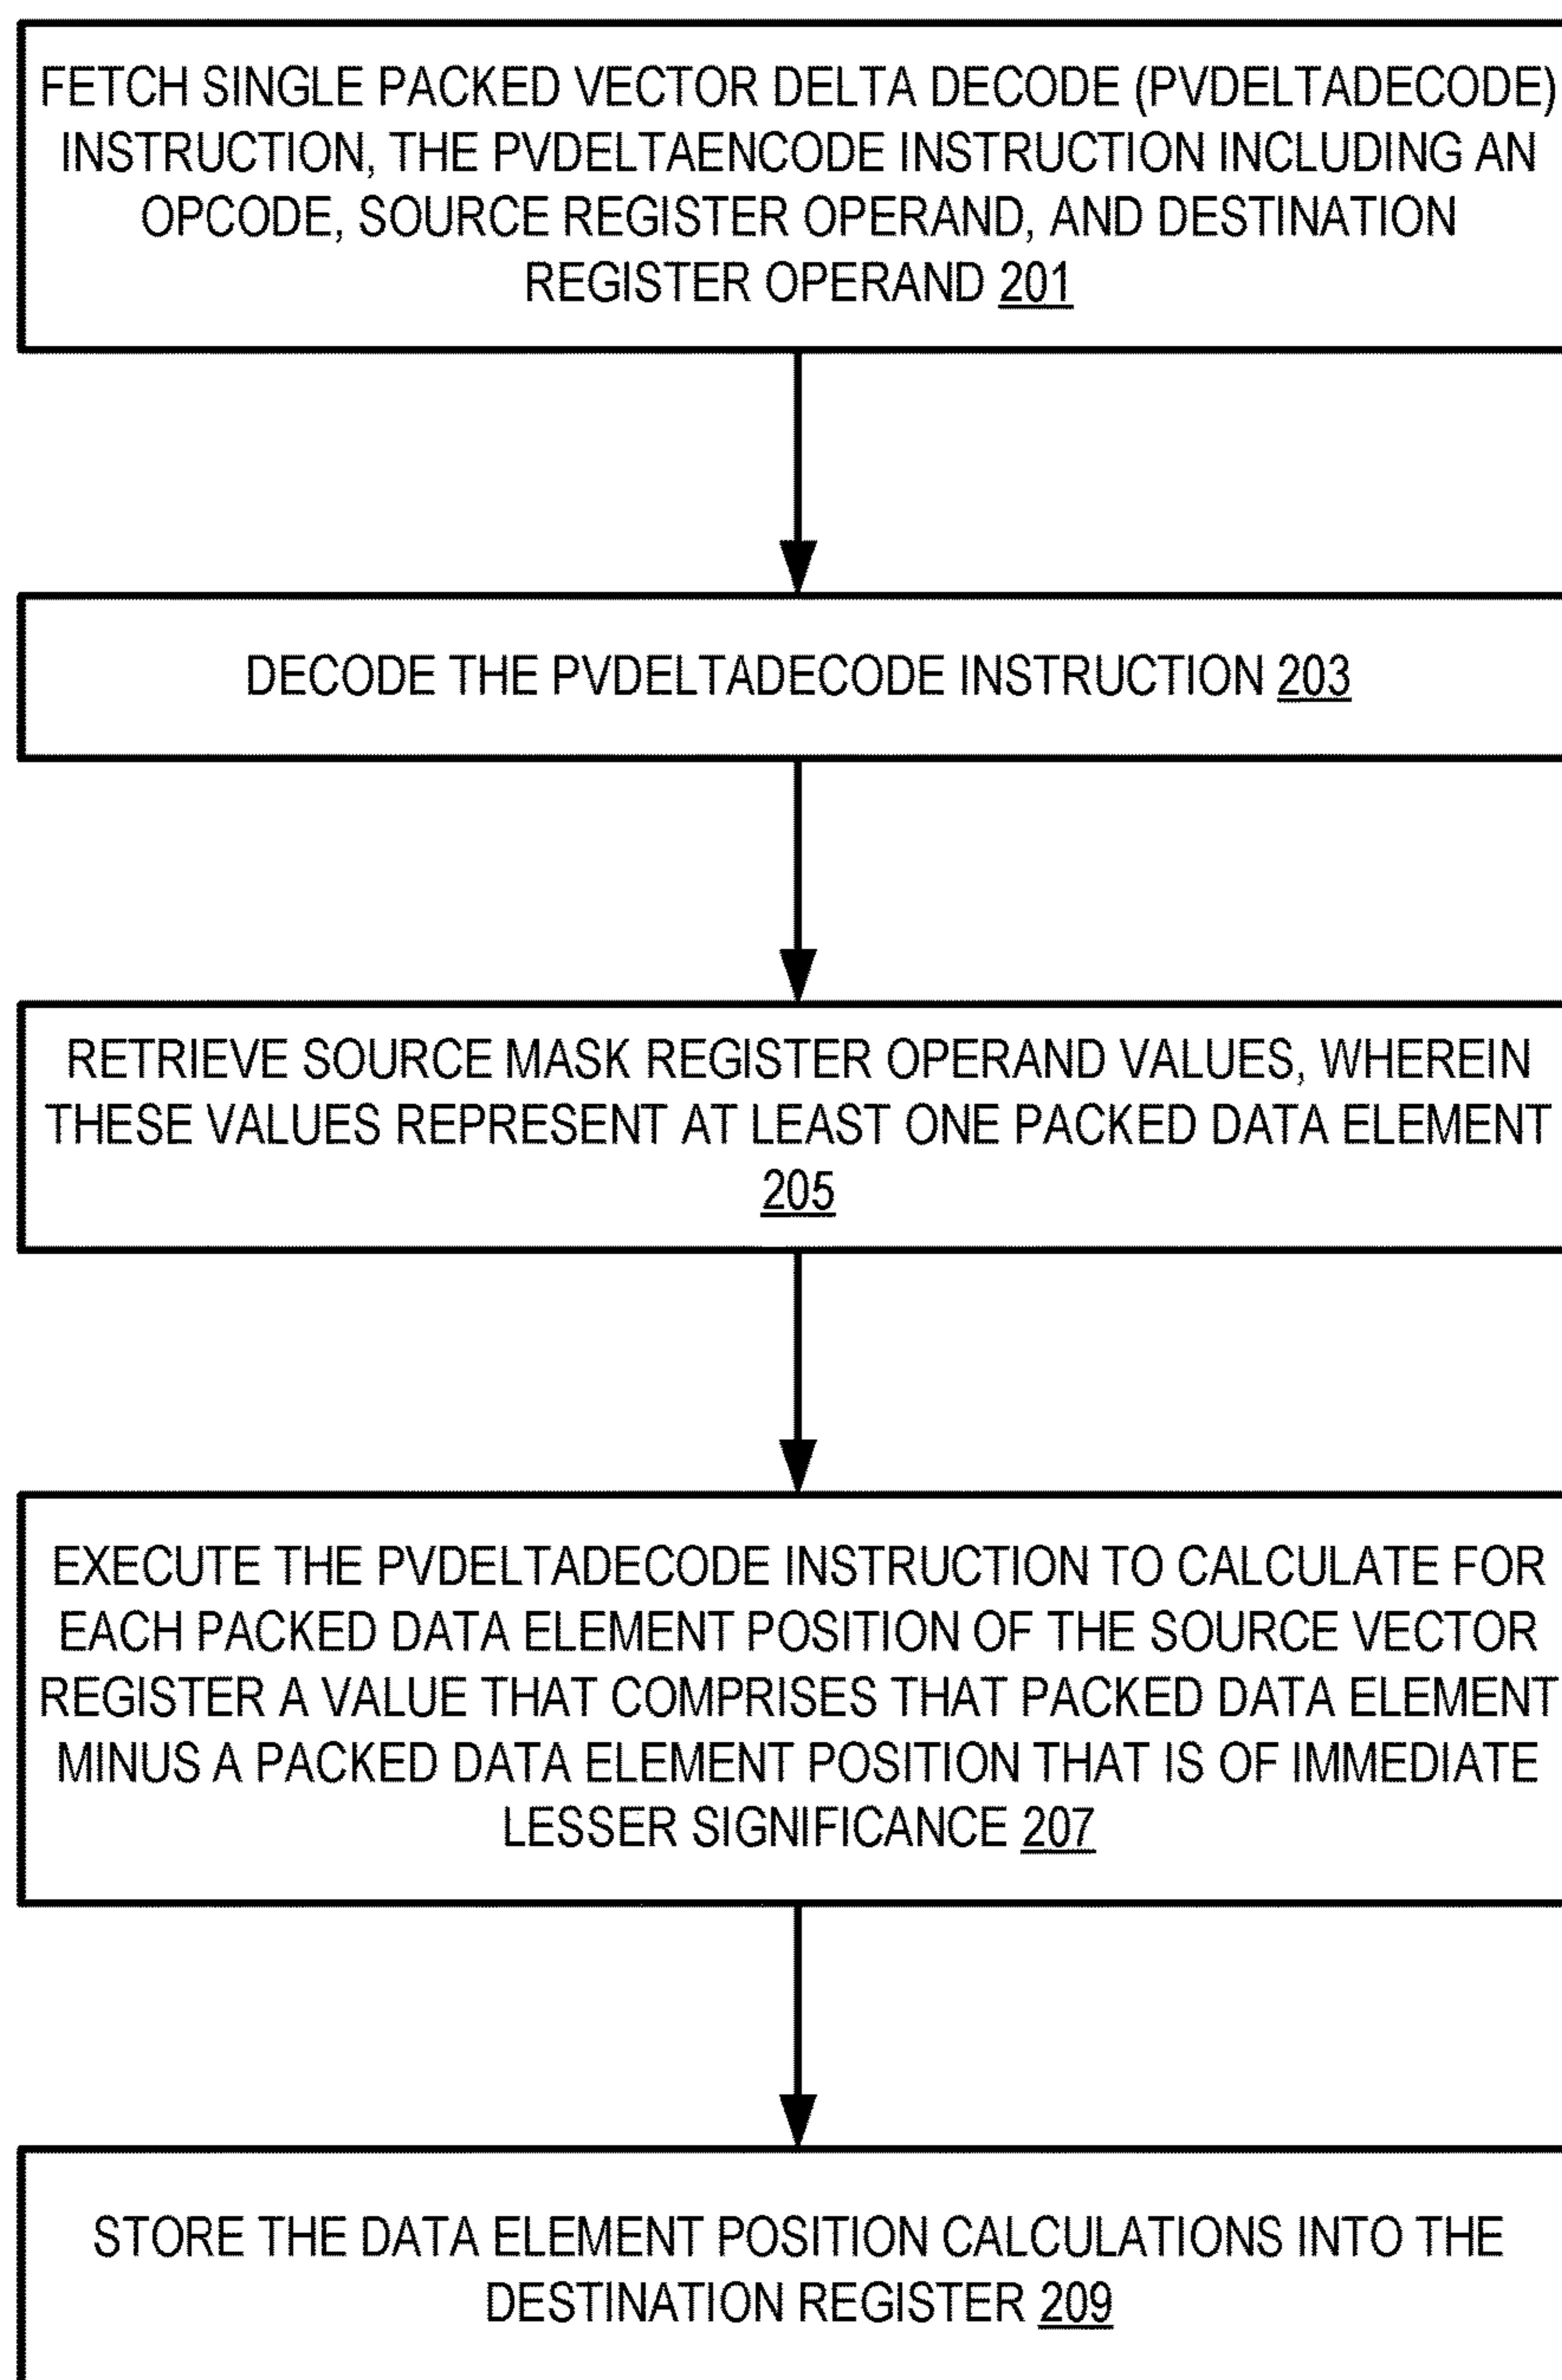 FETCH SINGLE PACKED VECTOR DELTA DECODE (PVDELTADECODE)
INSTRUCTION, THE PVDELTAENCODE INSTRUCTION INCLUDING AN
OPCODE, SOURCE REGISTER OPERAND, AND DESTINATION
REGISTER OPERAND 201
DECODE THE PVDELTADECODE INSTRUCTION 203
RETRIEVE SOURCE MASK REGISTER OPERAND VALUES, WHEREIN
THESE VALUES REPRESENT AT LEAST ONE PACKED DATA ELEMENT
205
EXECUTE THE PVDELTADECODE INSTRUCTION TO CALCULATE FOR
EACH PACKED DATA ELEMENT POSITION OF THE SOURCE VECTOR
REGISTER A VALUE THAT COMPRISES THAT PACKED DATA ELEMENT
MINUS A PACKED DATA ELEMENT POSITION THAT IS OF IMMEDIATE
LESSER SIGNIFICANCE 207
STORE THE DATA ELEMENT POSITION CALCULATIONS INTO THE
DESTINATION REGISTER 209